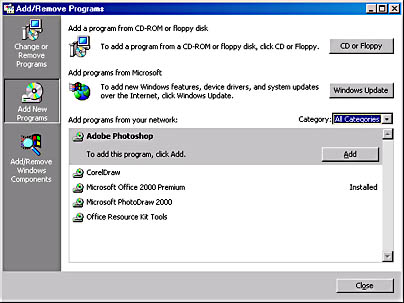 Add/Remove Programs
Change or
Remove
Programs
Add New
Programs
Add/Remove
Windows
Components
Add a program from CD-ROM or floppy disk
To add a program from a CD-ROM or floppy disk, click CD or Floppy.
CD or Floppy
Add programs from Microsoft
To add new Windows features, device drivers, and system updates
over the Internet, click Windows Update.
Windows Update
Add programs from your network:
Category: All Categories
Adobe Photoshop
To add this program, click Add.
Add
CorelDraw
Microsoft Office 2000 Premium Installed
Microsoft PhotoDraw 2000
Office Resource Kit Tools
Close